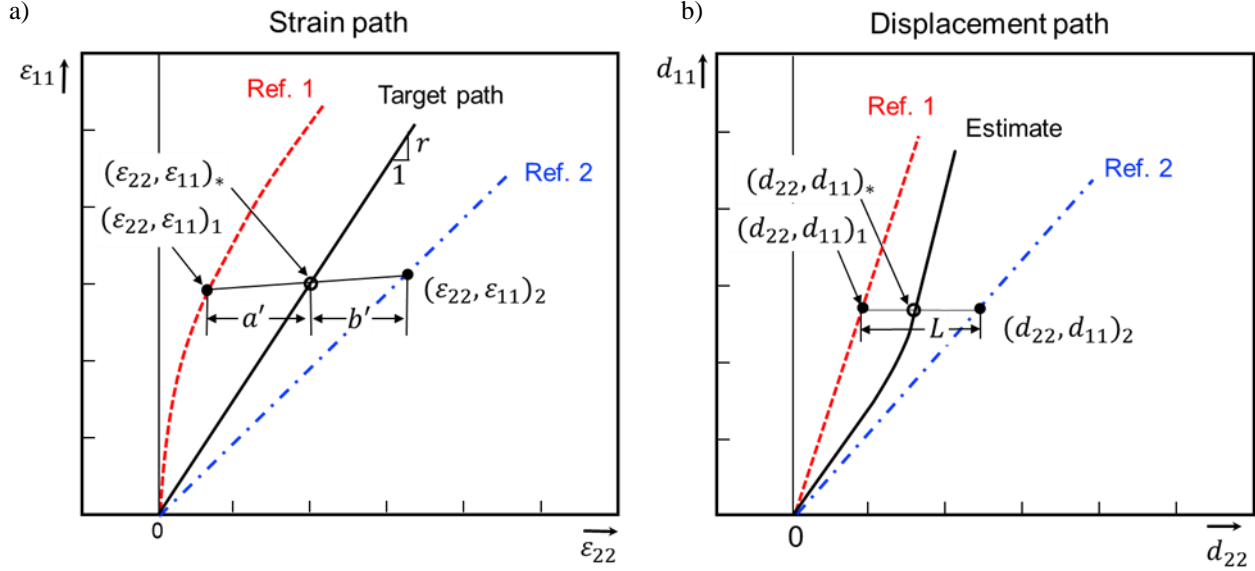 a)
Strain path
ε₁₁
Ref. 1
Target path
r
1
Ref. 2
(ε₂₂, ε₁₁)∗
(ε₂₂, ε₁₁)₁
(ε₂₂, ε₁₁)₂
a′
b′
0
ε₂₂
b)
Displacement path
d₁₁
Ref. 1
Estimate
Ref. 2
(d₂₂, d₁₁)∗
(d₂₂, d₁₁)₁
L
(d₂₂, d₁₁)₂
0
d₂₂